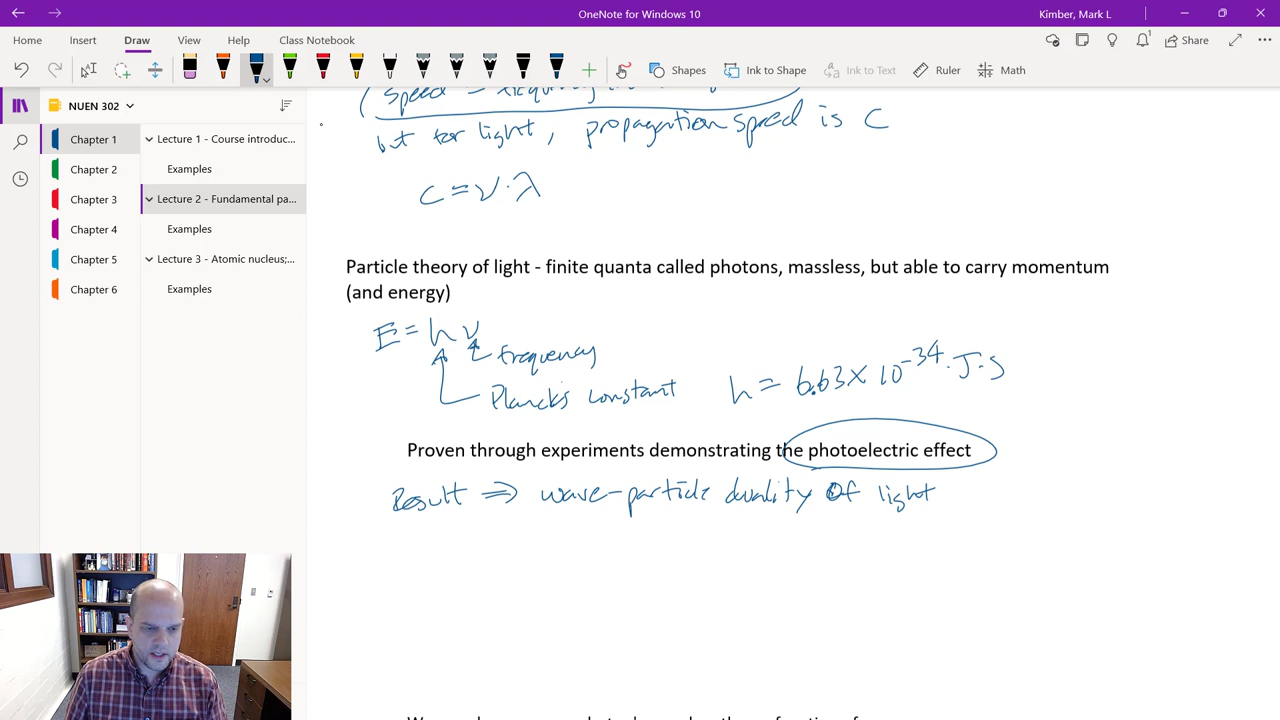 OneNote for Windows 10
Kimber, Mark L
Home Insert Draw View Help Class Notebook
Share
Shapes Ink to Shape Ink to Text Ruler Math
NUEN 302
Chapter 1
Chapter 2
Chapter 3
Chapter 4
Chapter 5
Chapter 6
Lecture 1 - Course introduc...
Examples
Lecture 2 - Fundamental pa...
Examples
Lecture 3 - Atomic nucleus;...
Examples
(speed =
but for light, propagation speed is c
c = ν · λ
Particle theory of light - finite quanta called photons, massless, but able to carry momentum
(and energy)
E = h ν
frequency
Planck's constant h = 6.63 × 10⁻³⁴ · J·s
Proven through experiments demonstrating the photoelectric effect
Result ⇒ wave-particle duality of light